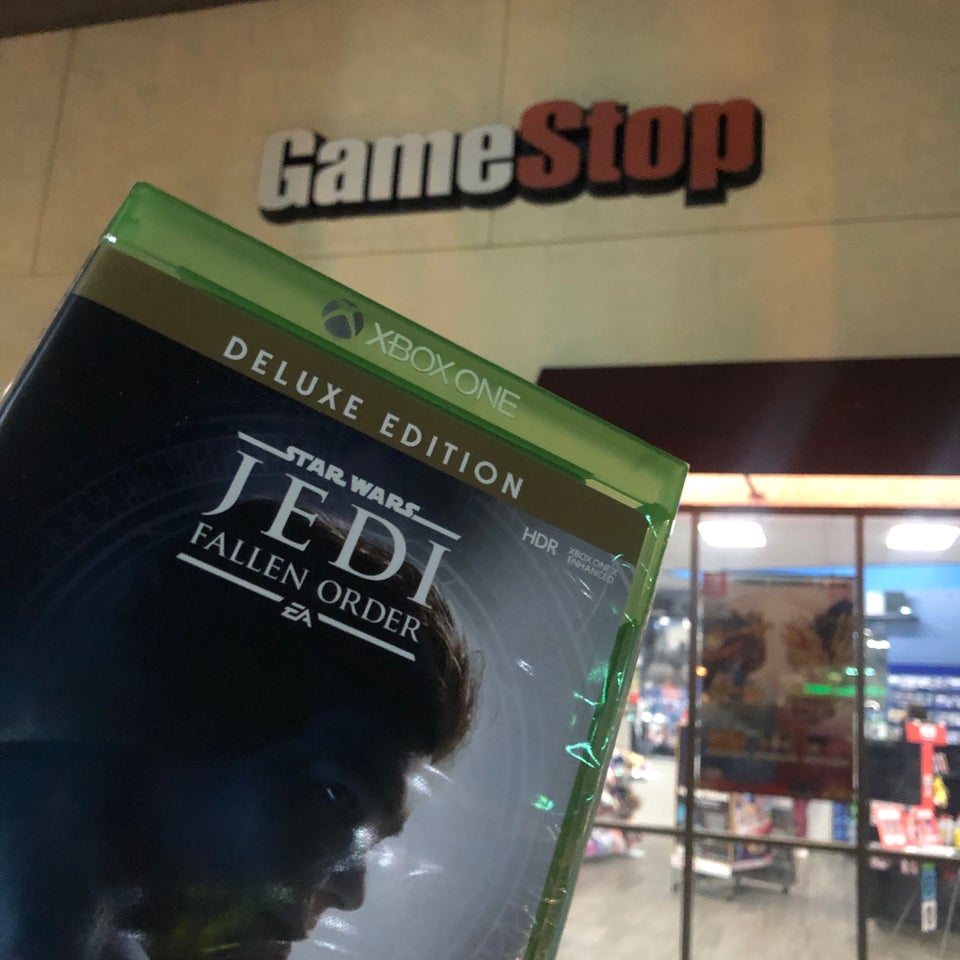 GameStop
XBOX ONE
DELUXE EDITION
STAR WARS
JEDI
FALLEN ORDER
EA
HDR
XBOX ONE X
ENHANCED